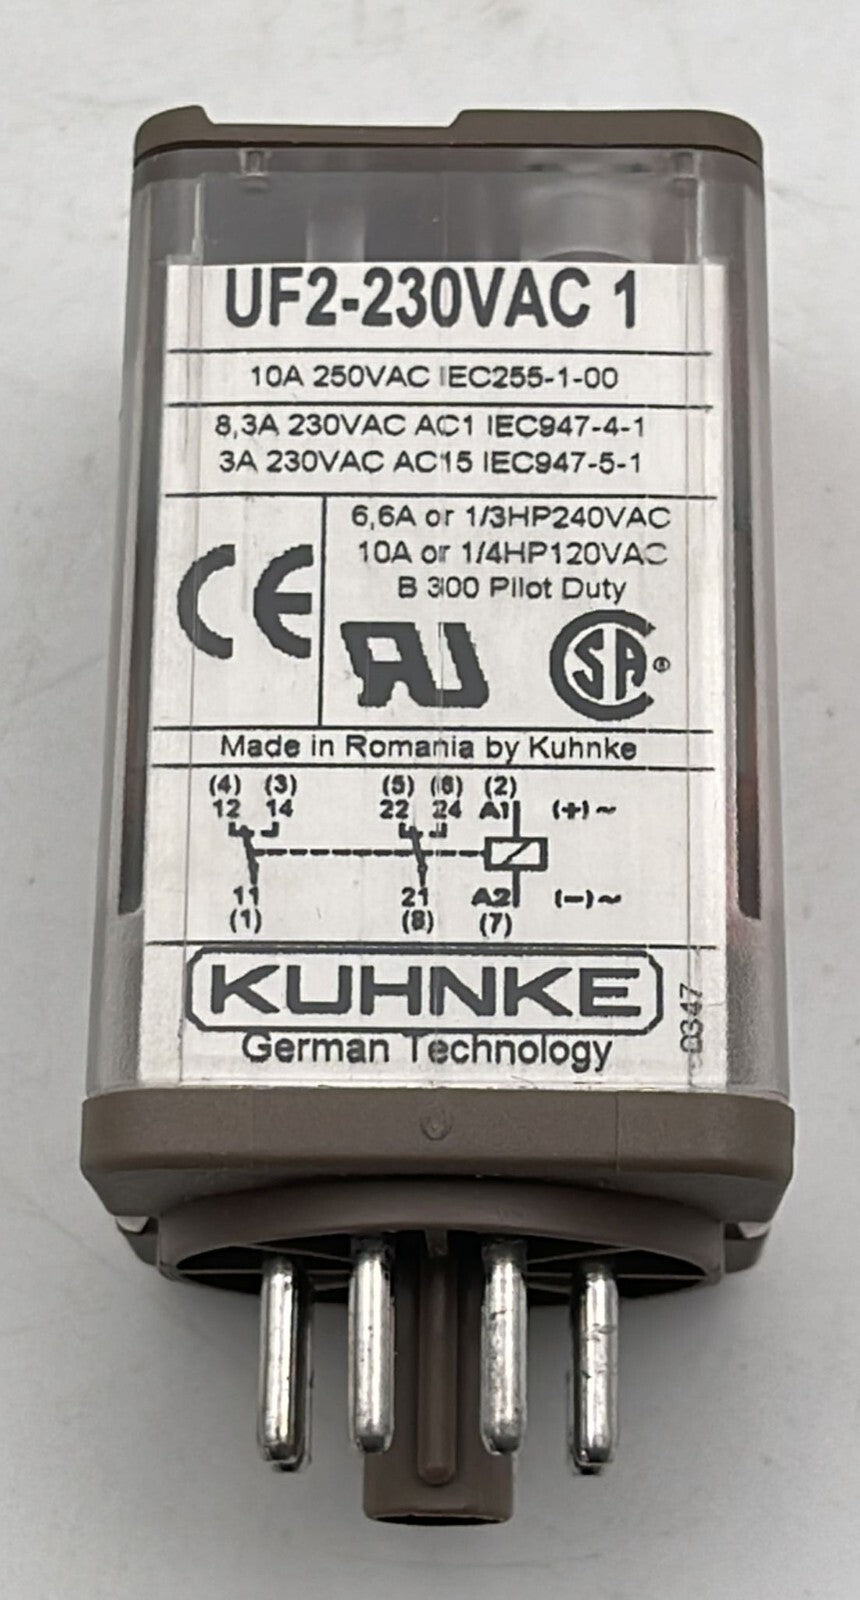 UF2-230VAC 1
10A 250VAC IEC255-1-00
8,3A 230VAC AC1 IEC947-4-1
3A 230VAC AC15 IEC947-5-1
CE
6,6A or 1/3HP240VAC
10A or 1/4HP120VAC
B 300 Pilot Duty
RU
SA ®
Made in Romania by Kuhnke
(4) (3) (5) (6) (2)
12 14 22 24 A1 (+)~
11 21 A2 (-)~
(1) (8) (7)
KUHNKE
German Technology
0347